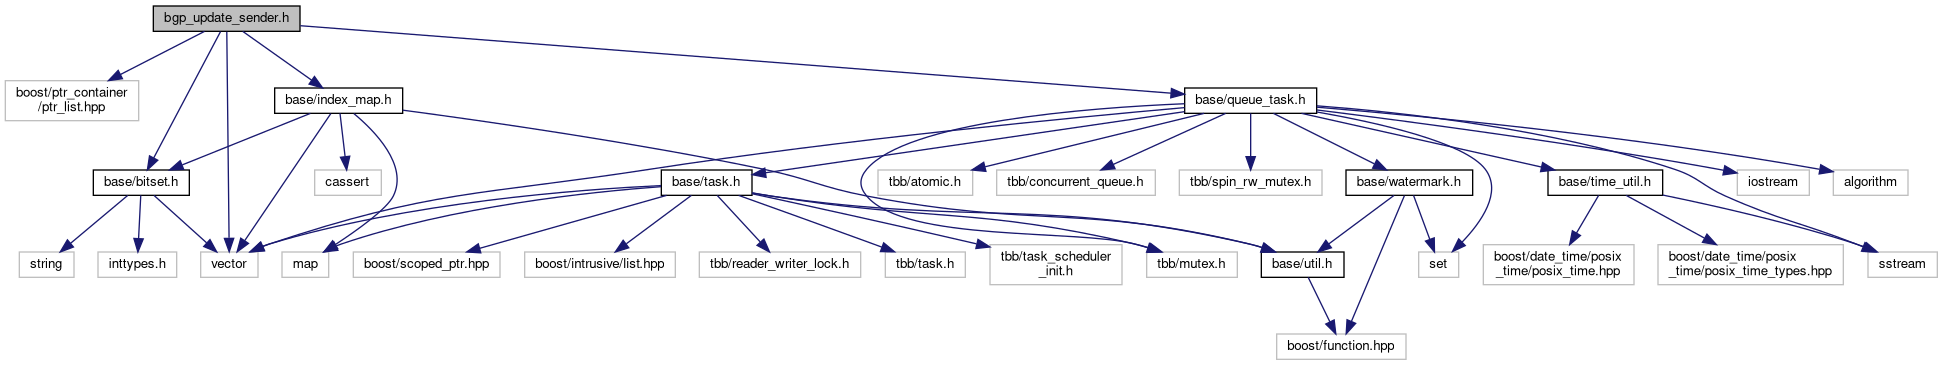 bgp_update_sender.h
boost/ptr_container
/ptr_list.hpp
base/index_map.h
base/queue_task.h
base/bitset.h
cassert
base/task.h
tbb/atomic.h
tbb/concurrent_queue.h
tbb/spin_rw_mutex.h
base/watermark.h
base/time_util.h
iostream
algorithm
string
inttypes.h
vector
map
boost/scoped_ptr.hpp
boost/intrusive/list.hpp
tbb/reader_writer_lock.h
tbb/task.h
tbb/task_scheduler
_init.h
tbb/mutex.h
base/util.h
set
boost/date_time/posix
_time/posix_time.hpp
boost/date_time/posix
_time/posix_time_types.hpp
sstream
boost/function.hpp